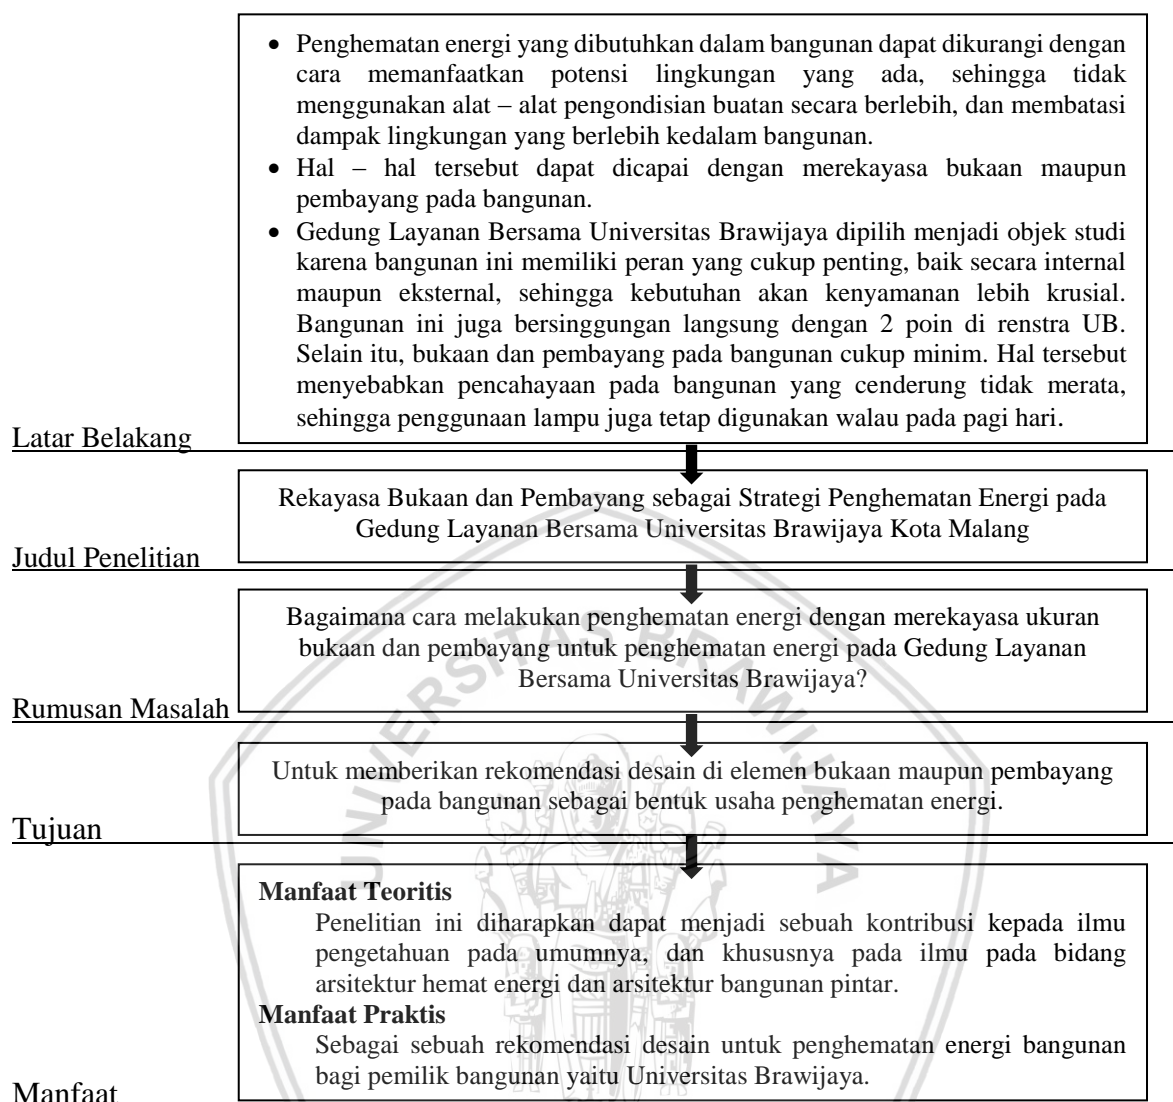 • Penghematan energi yang dibutuhkan dalam bangunan dapat dikurangi dengan
cara memanfaatkan potensi lingkungan yang ada, sehingga tidak
menggunakan alat – alat pengondisian buatan secara berlebih, dan membatasi
dampak lingkungan yang berlebih kedalam bangunan.
• Hal – hal tersebut dapat dicapai dengan merekayasa bukaan maupun
pembayang pada bangunan.
• Gedung Layanan Bersama Universitas Brawijaya dipilih menjadi objek studi
karena bangunan ini memiliki peran yang cukup penting, baik secara internal
maupun eksternal, sehingga kebutuhan akan kenyamanan lebih krusial.
Bangunan ini juga bersinggungan langsung dengan 2 poin di renstra UB.
Selain itu, bukaan dan pembayang pada bangunan cukup minim. Hal tersebut
menyebabkan pencahayaan pada bangunan yang cenderung tidak merata,
sehingga penggunaan lampu juga tetap digunakan walau pada pagi hari.
Latar Belakang
Rekayasa Bukaan dan Pembayang sebagai Strategi Penghematan Energi pada
Gedung Layanan Bersama Universitas Brawijaya Kota Malang
Judul Penelitian
Bagaimana cara melakukan penghematan energi dengan merekayasa ukuran
bukaan dan pembayang untuk penghematan energi pada Gedung Layanan
Bersama Universitas Brawijaya?
Rumusan Masalah
Untuk memberikan rekomendasi desain di elemen bukaan maupun pembayang
pada bangunan sebagai bentuk usaha penghematan energi.
Tujuan
Manfaat Teoritis
Penelitian ini diharapkan dapat menjadi sebuah kontribusi kepada ilmu
pengetahuan pada umumnya, dan khususnya pada ilmu pada bidang
arsitektur hemat energi dan arsitektur bangunan pintar.
Manfaat Praktis
Sebagai sebuah rekomendasi desain untuk penghematan energi bangunan
bagi pemilik bangunan yaitu Universitas Brawijaya.
Manfaat
UNIVERSITAS BRAWIJAYA